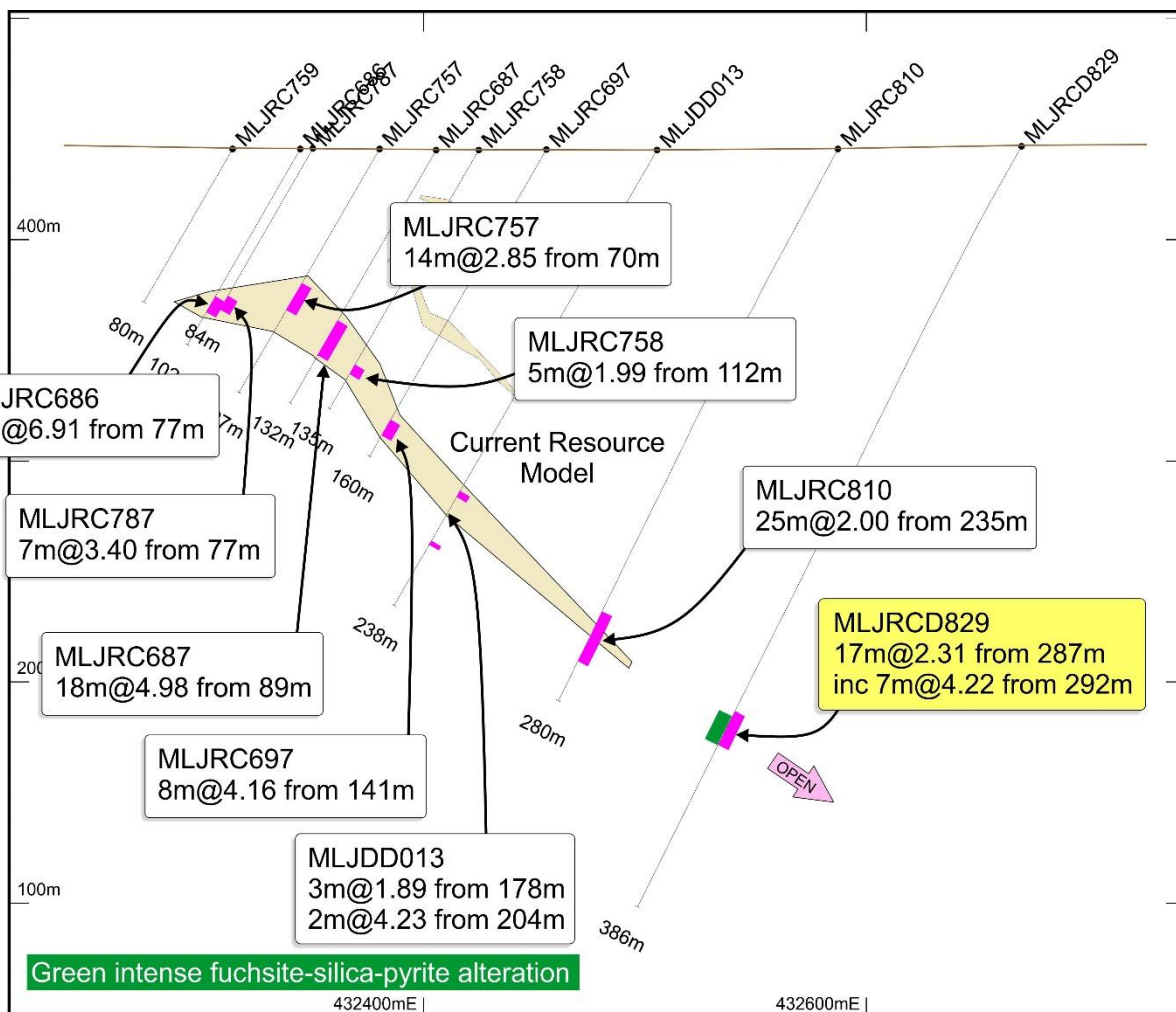 MLJRC759
MLJRC686
MLJRC787
MLJRC757
MLJRC687
MLJRC758
MLJRC697
MLJDD013
MLJRC810
MLJRCD829
400m
MLJRC757
14m@2.85 from 70m
80m
84m
MLJRC758
5m@1.99 from 112m
JRC686
@6.91 from 77m
132m
135m
160m
Current Resource
Model
MLJRC787
7m@3.40 from 77m
MLJRC810
25m@2.00 from 235m
238m
MLJRCD829
17m@2.31 from 287m
inc 7m@4.22 from 292m
MLJRC687
18m@4.98 from 89m
280m
MLJRC697
8m@4.16 from 141m
OPEN
MLJDD013
3m@1.89 from 178m
2m@4.23 from 204m
100m
386m
Green intense fuchsite-silica-pyrite alteration
432400mE
432600mE